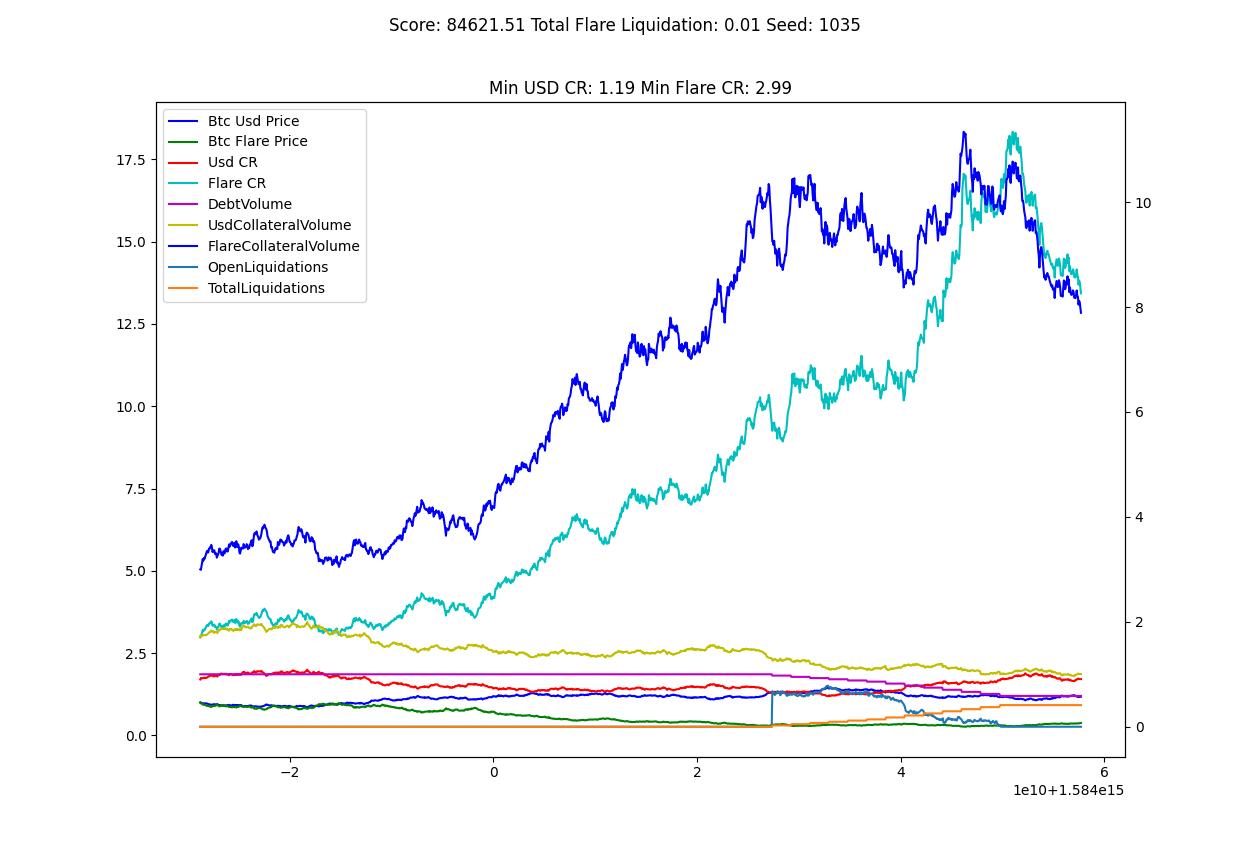 Score: 84621.51 Total Flare Liquidation: 0.01 Seed: 1035
Min USD CR: 1.19 Min Flare CR: 2.99
Btc Usd Price
Btc Flare Price
Usd CR
Flare CR
DebtVolume
UsdCollateralVolume
FlareCollateralVolume
OpenLiquidations
TotalLiquidations
17.5
15.0
12.5
10.0
7.5
5.0
2.5
0.0
10
8
6
4
2
0
−2 0 2 4 6
1e10+1.584e15